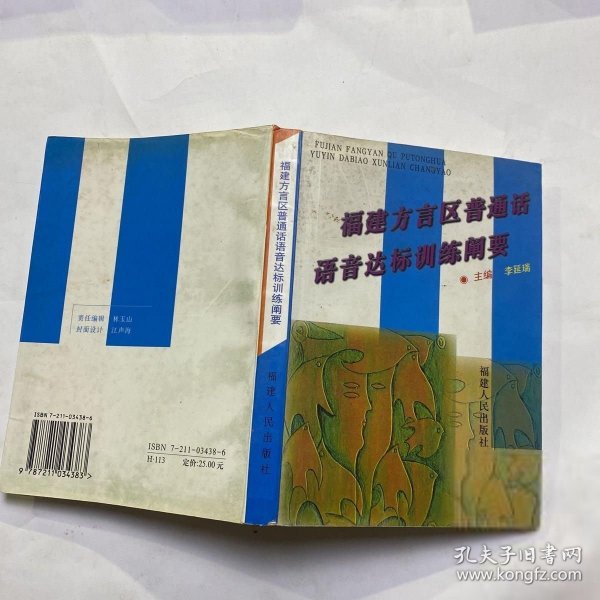 FUJIAN FANGYAN QU PUTONGHUA
YUYIN DABIAO XUNLIAN CHANGYAO
福建方言区普通话
语音达标训练阐要
主编 李延瑞
福建人民出版社
福建方言区普通话语音达标训练阐要
福建人民出版社
责任编辑 林玉山
封面设计 江声海
ISBN 7-211-03438-6
9 787211 034383 >
ISBN 7-211-03438-6
H·113 定价:25.00元
孔夫子旧书网
www.kongfz.com